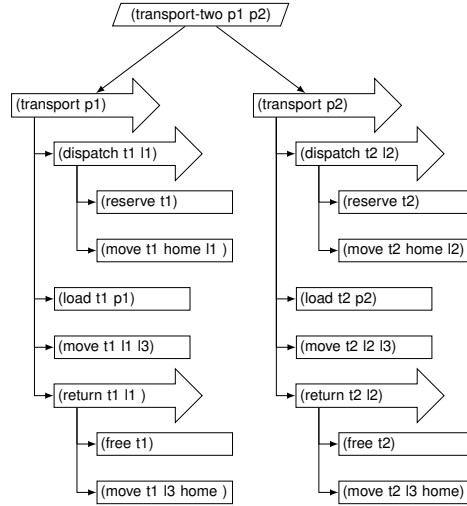 (transport-two p1 p2)
(transport p1)
(dispatch t1 l1)
(reserve t1)
(move t1 home l1 )
(load t1 p1)
(move t1 l1 l3)
(return t1 l1 )
(free t1)
(move t1 l3 home )
(transport p2)
(dispatch t2 l2)
(reserve t2)
(move t2 home l2)
(load t2 p2)
(move t2 l2 l3)
(return t2 l2)
(free t2)
(move t2 l3 home)